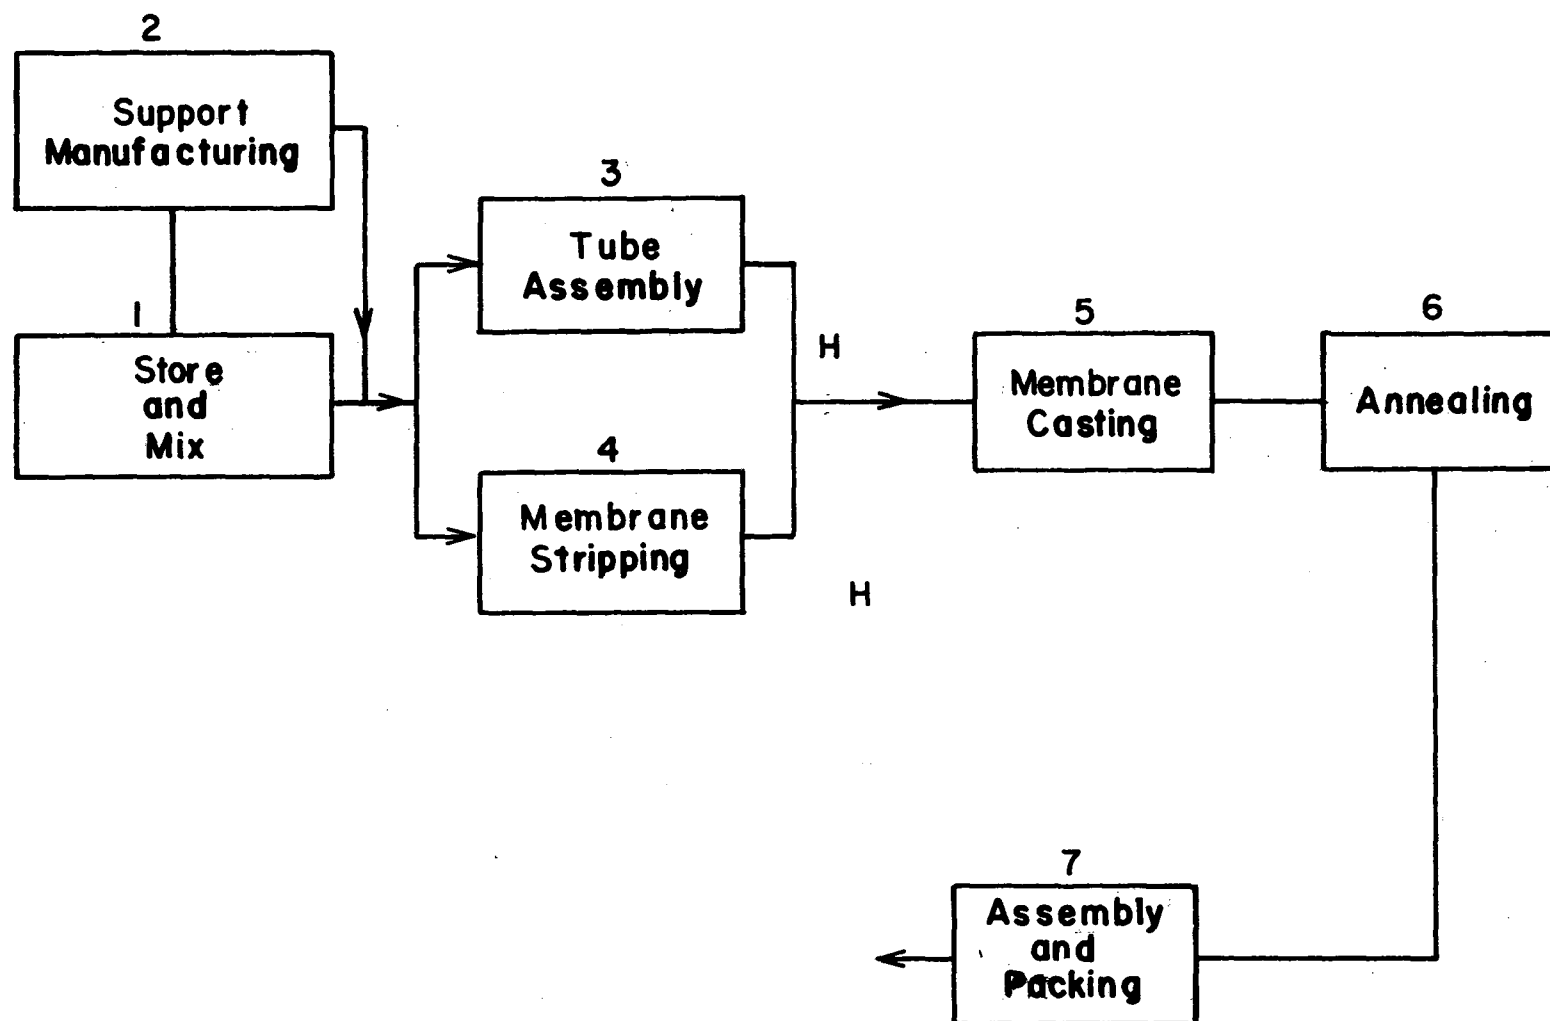 2
Support
Manufacturing
1
Store
and
Mix
3
Tube
Assembly
4
Membrane
Stripping
H
H
5
Membrane
Casting
6
Annealing
7
Assembly
and
Packing